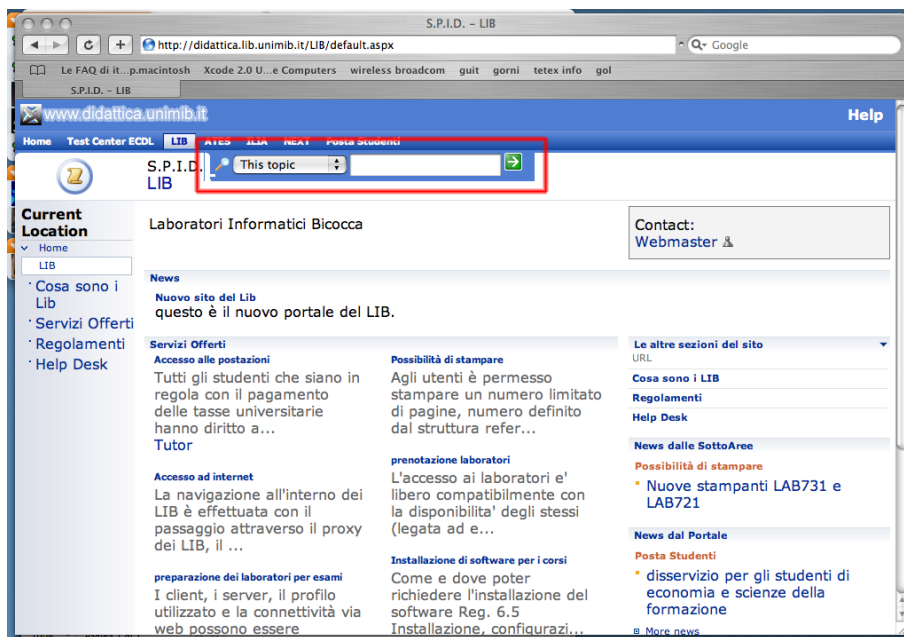 S.P.I.D. – LIB
http://didattica.lib.unimib.it/LIB/default.aspx
Google
Le FAQ di it...p.macintosh Xcode 2.0 U...e Computers wireless broadcom guit gorni tetex info gol
S.P.I.D. – LIB
www.didattica.unimib.it
Help
Home Test Center ECDL LIB ATES ILIA NEXT Posta Studenti
S.P.I.D.
LIB
This topic
Current
Location
Home
LIB
Cosa sono i
Lib
Servizi Offerti
Regolamenti
Help Desk
Laboratori Informatici Bicocca
Contact:
Webmaster
News
Nuovo sito del Lib
questo è il nuovo portale del LIB.
Servizi Offerti
Accesso alle postazioni
Tutti gli studenti che siano in
regola con il pagamento
delle tasse universitarie
hanno diritto a...
Tutor
Accesso ad internet
La navigazione all'interno dei
LIB è effettuata con il
passaggio attraverso il proxy
dei LIB, il ...
preparazione dei laboratori per esami
I client, i server, il profilo
utilizzato e la connettività via
web possono essere
Possibilità di stampare
Agli utenti è permesso
stampare un numero limitato
di pagine, numero definito
dal struttura refer...
prenotazione laboratori
L'accesso ai laboratori e'
libero compatibilmente con
la disponibilita' degli stessi
(legata ad e...
Installazione di software per i corsi
Come e dove poter
richiedere l'installazione del
software Reg. 6.5
Installazione, configurazi...
Le altre sezioni del sito
URL
Cosa sono i LIB
Regolamenti
Help Desk
News dalle SottoAree
Possibilità di stampare
Nuove stampanti LAB731 e
LAB721
News dal Portale
Posta Studenti
disservizio per gli studenti di
economia e scienze della
formazione
More news